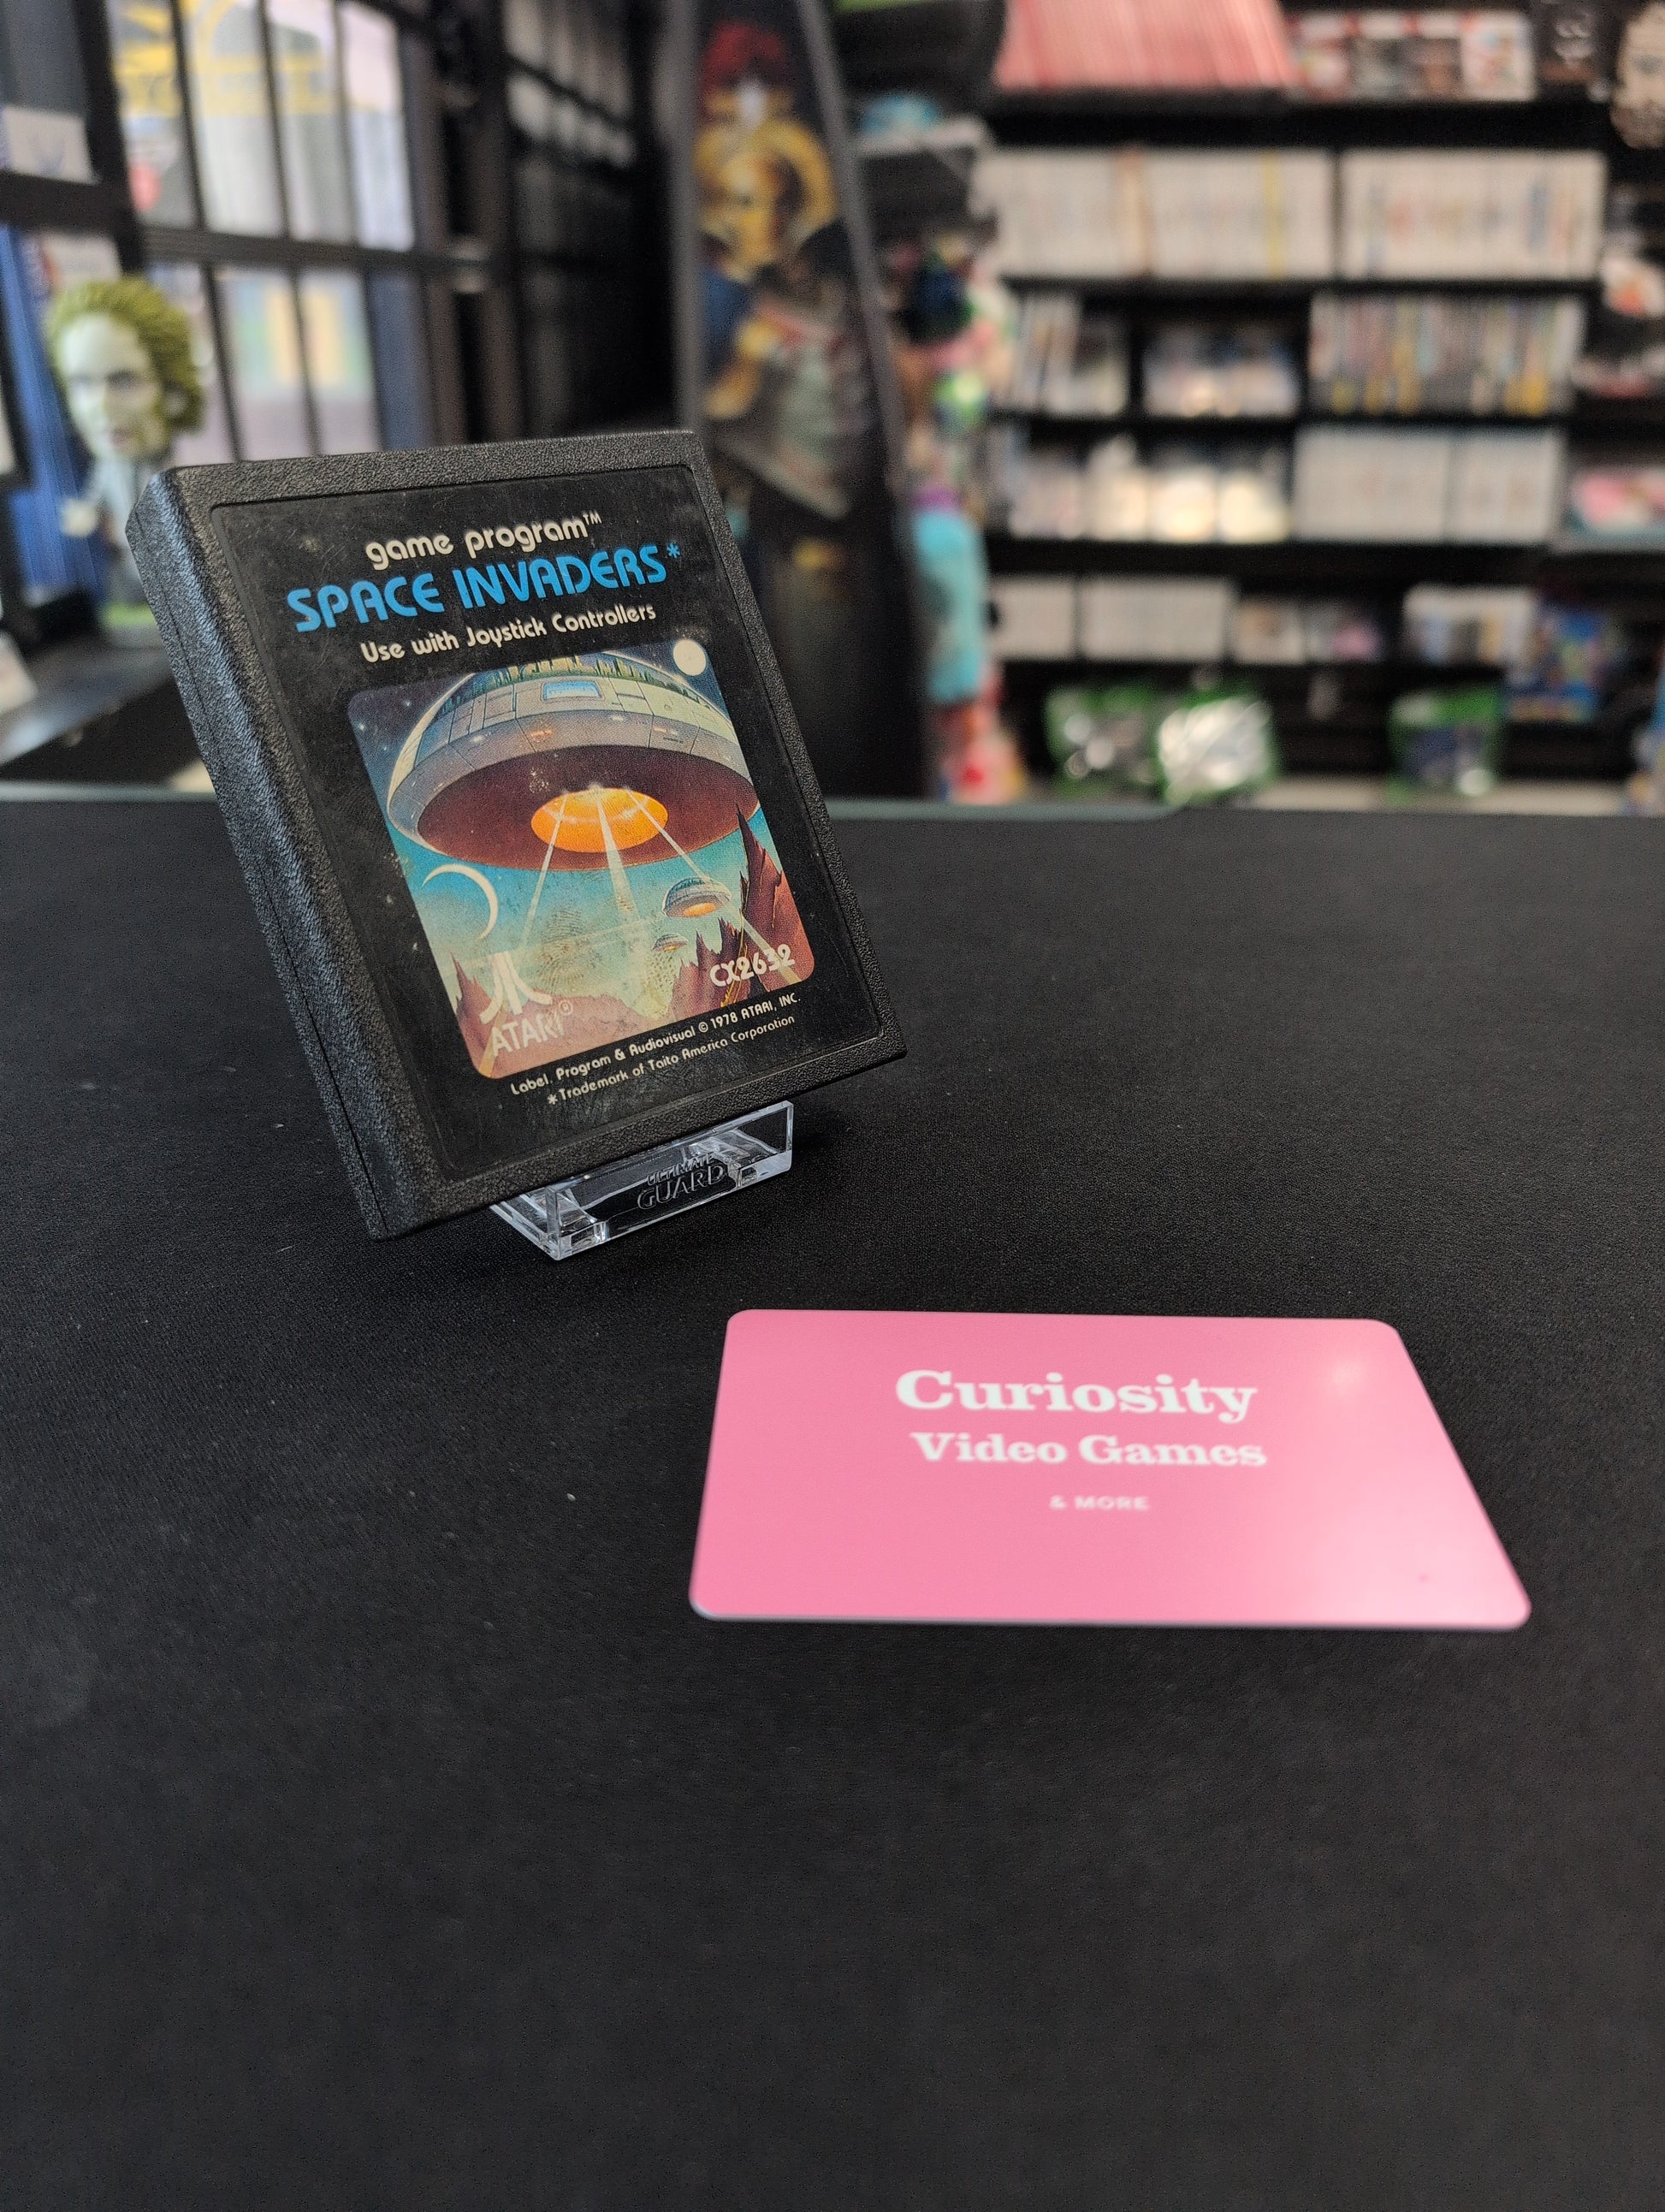 game program™
SPACE INVADERS*
Use with Joystick Controllers
CX2632
ATARI®
Label, Program & Audiovisual © 1978 ATARI, INC.
*Trademark of Taito America Corporation
ULTIMATE
GUARD
Curiosity
Video Games
& MORE